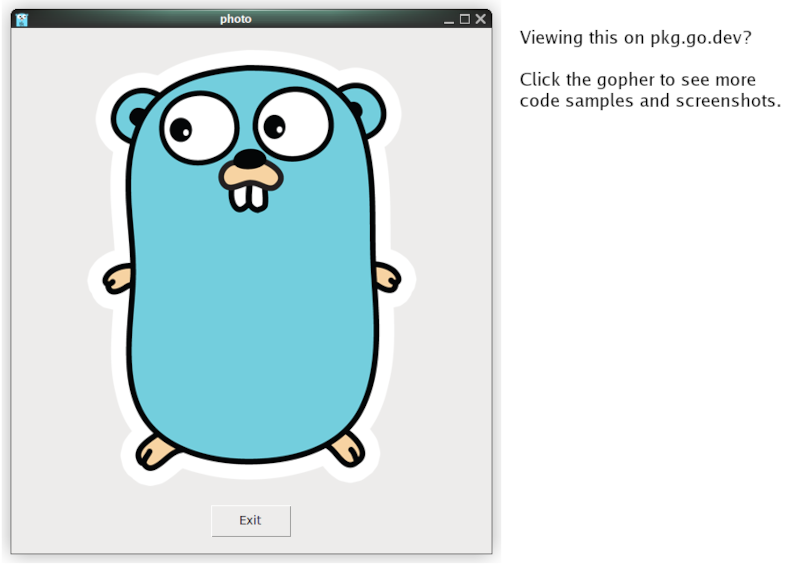 photo
Viewing this on pkg.go.dev?
Click the gopher to see more
code samples and screenshots.
Exit